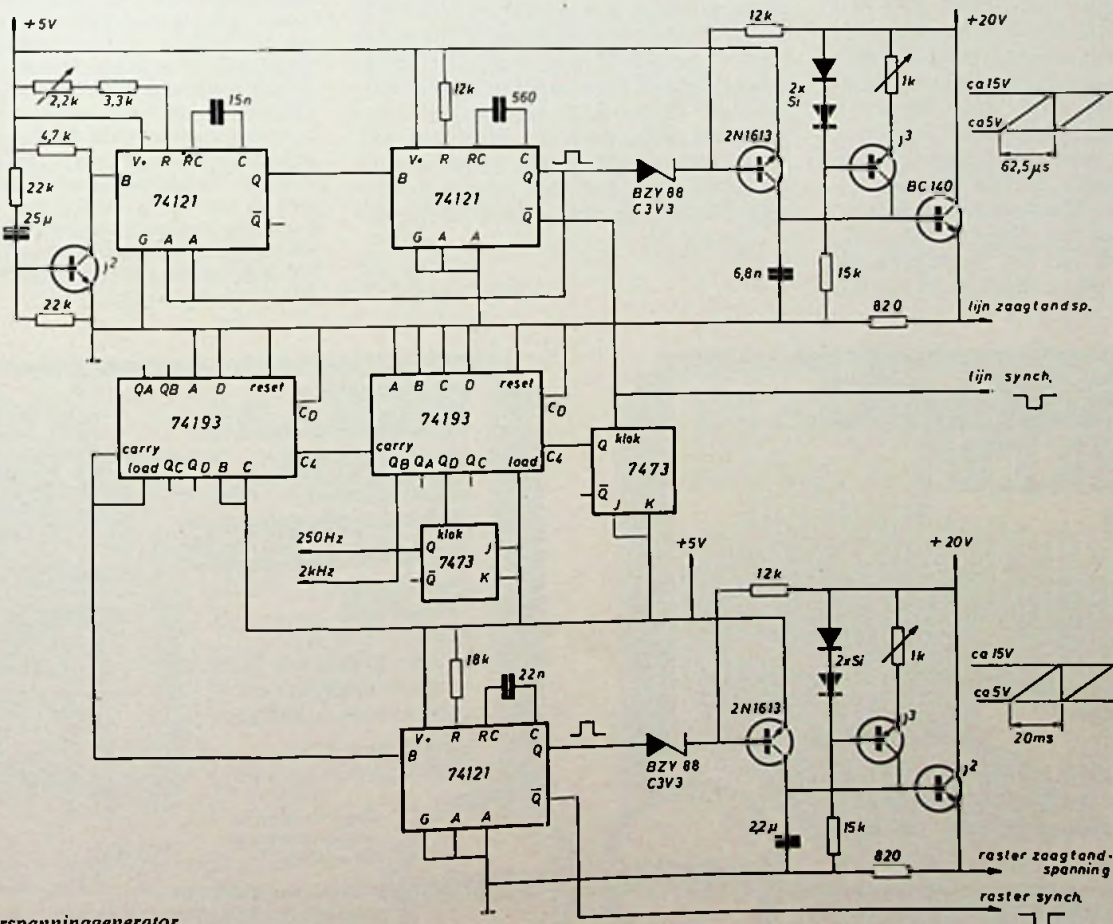 +5V
12k
+20V
2,2k
3,3k
15n
12k
560
2x
Si
1k
ca 15V
ca 5V
62,5µs
4,7k
V+ R RC C
B Q
74121
Q̄
G A A
V+ R RC C
B Q
74121
Q̄
G A A
BZY 88
C3V3
2N1613
)3
BC 140
22k
25µ
)2
22k
6,8n
15k
820
lijn zaagtandsp.
QA QB A D reset
CD
74193
carry
C4
load QC QD B C
A B C D reset
CD
74193
carry
C4
QB QA QD QC load
lijn synch.
Q klok
7473
Q̄ J K
250Hz
2kHz
klok
Q J
7473
Q̄ K
+5V
12k
+20V
18k
22n
2xSi
1k
ca 15V
ca 5V
20ms
V+ R RC C
B Q
74121
Q̄
G A A
BZY 88
C3V3
2N1613
)3
)2
2,2µ
15k
820
raster zaagtand-
spanning
raster synch.
rspanninggenerator